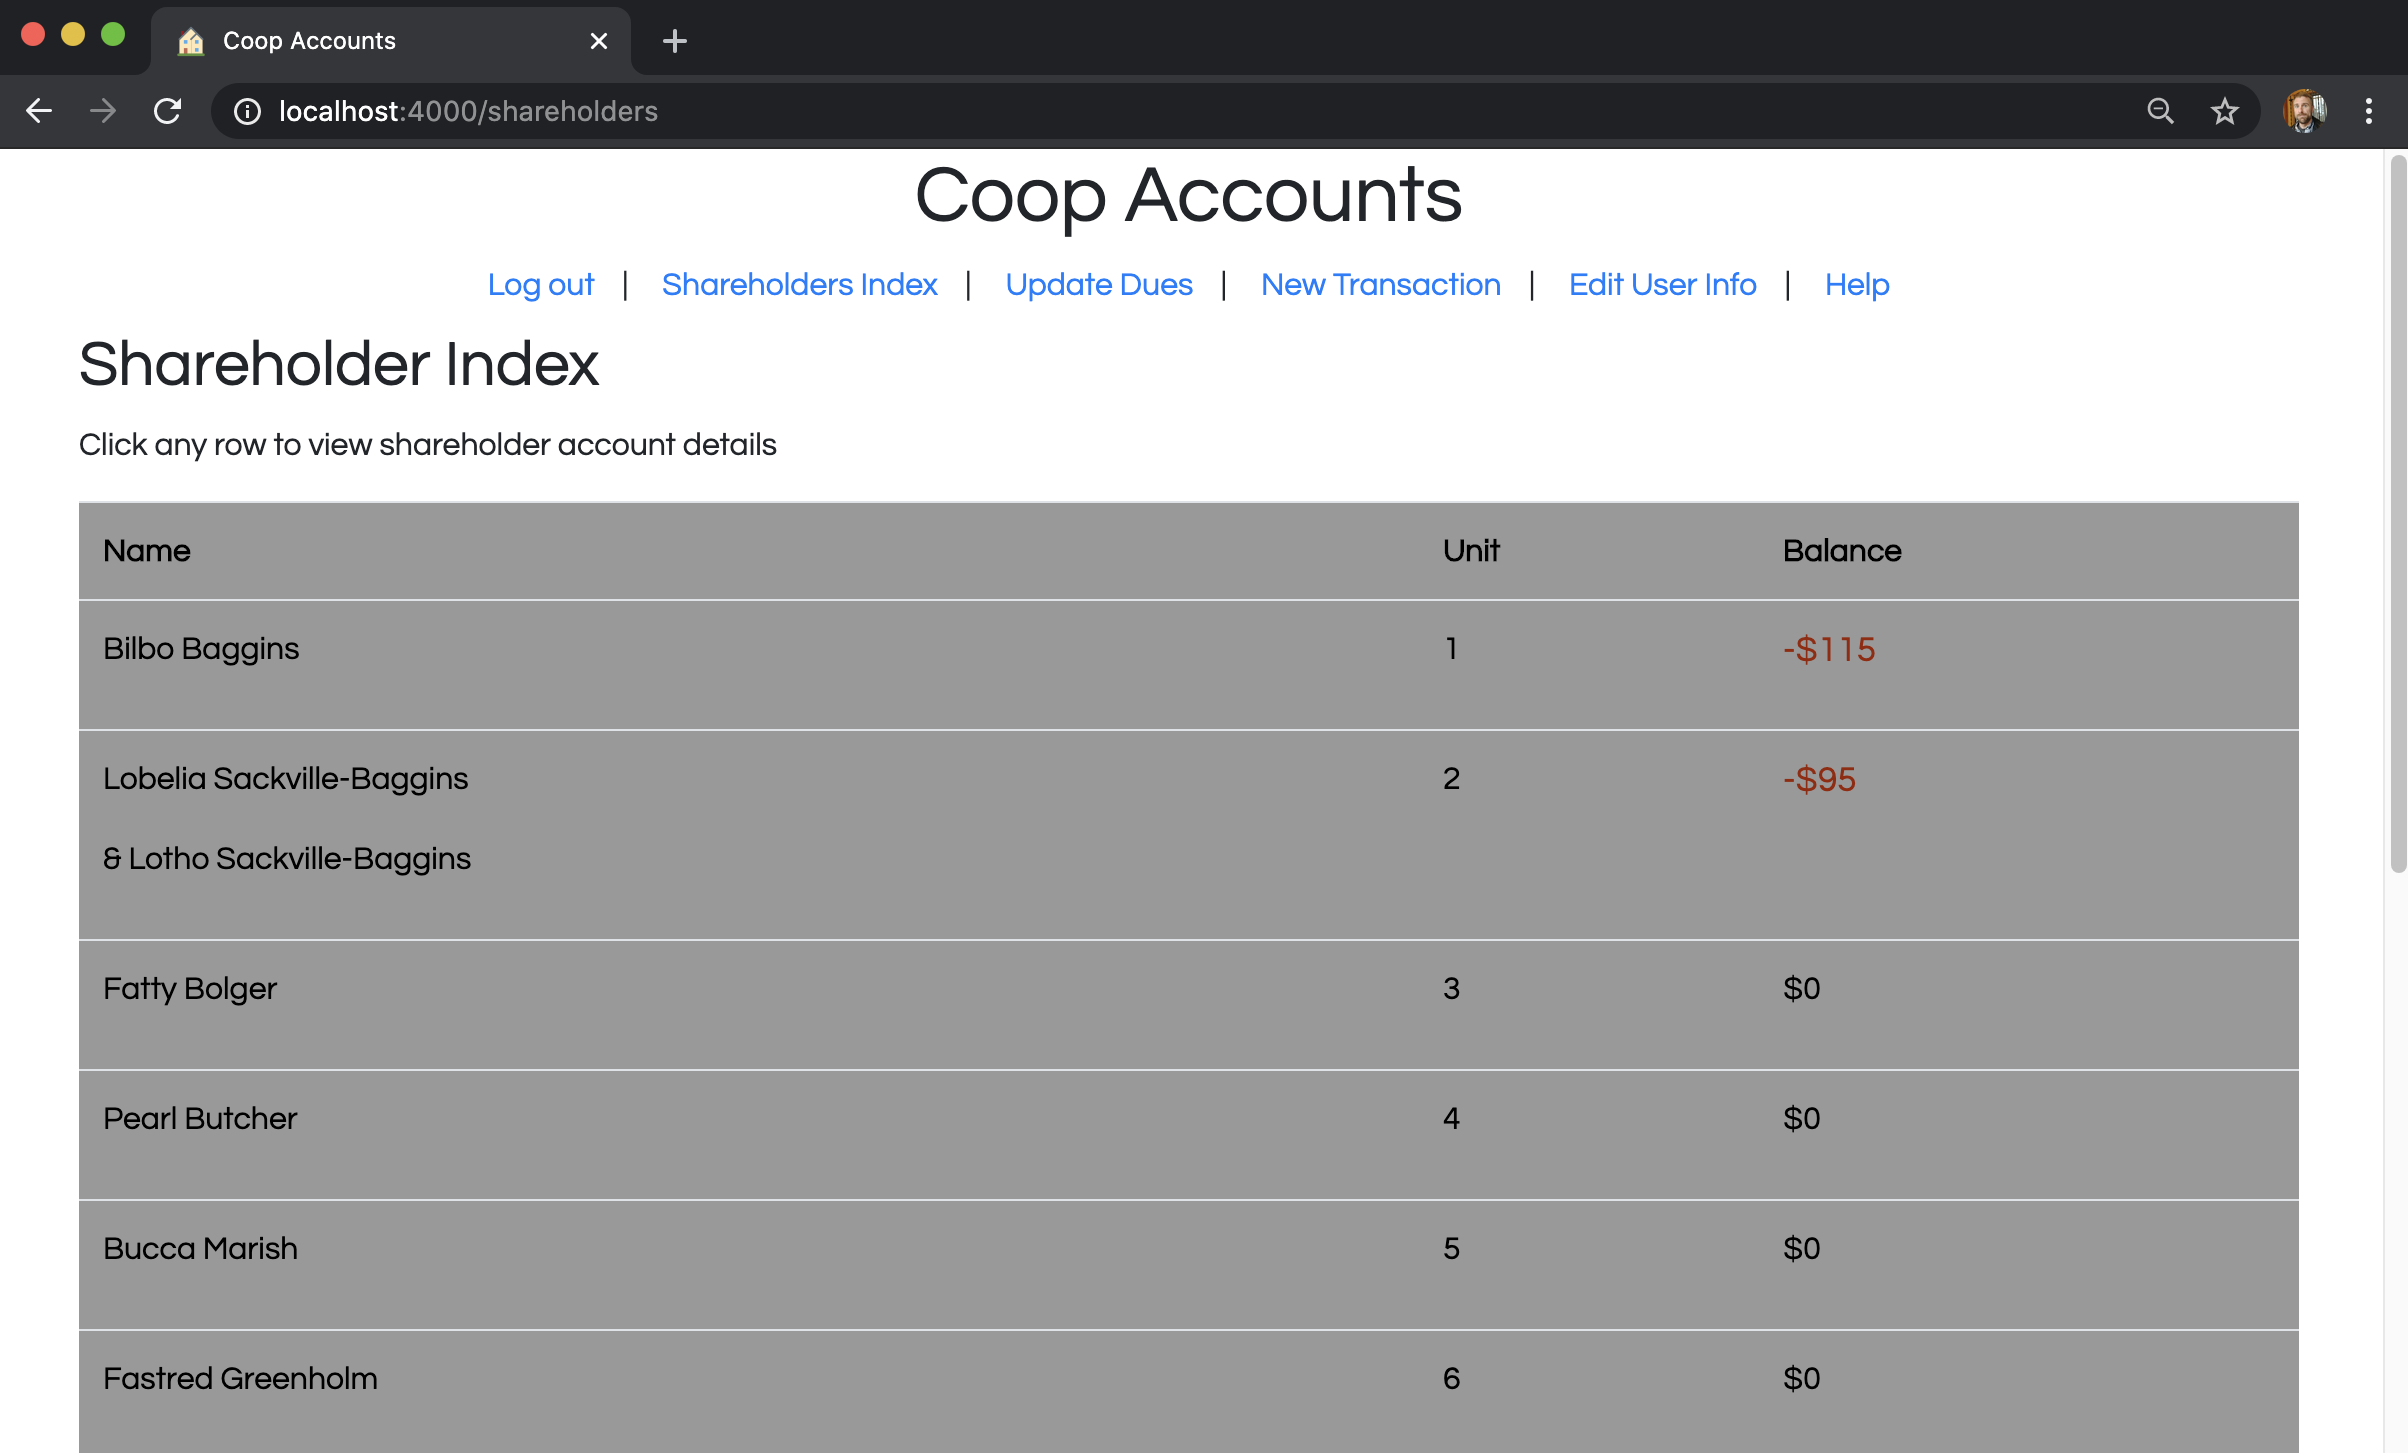 Coop Accounts
localhost:4000/shareholders
Coop Accounts
Log out | Shareholders Index | Update Dues | New Transaction | Edit User Info | Help
Shareholder Index
Click any row to view shareholder account details
Name Unit Balance
Bilbo Baggins 1 -$115
Lobelia Sackville-Baggins 2 -$95
& Lotho Sackville-Baggins
Fatty Bolger 3 $0
Pearl Butcher 4 $0
Bucca Marish 5 $0
Fastred Greenholm 6 $0